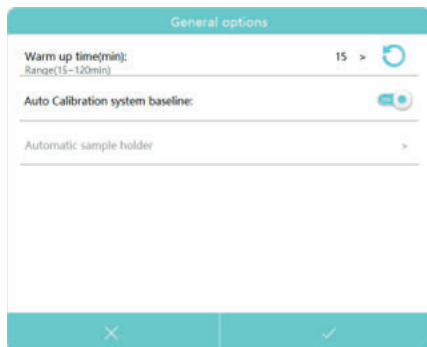 General options
Warm up time(min):
15 >
Range(15~120min)
Auto Calibration system baseline:
Automatic sample holder >